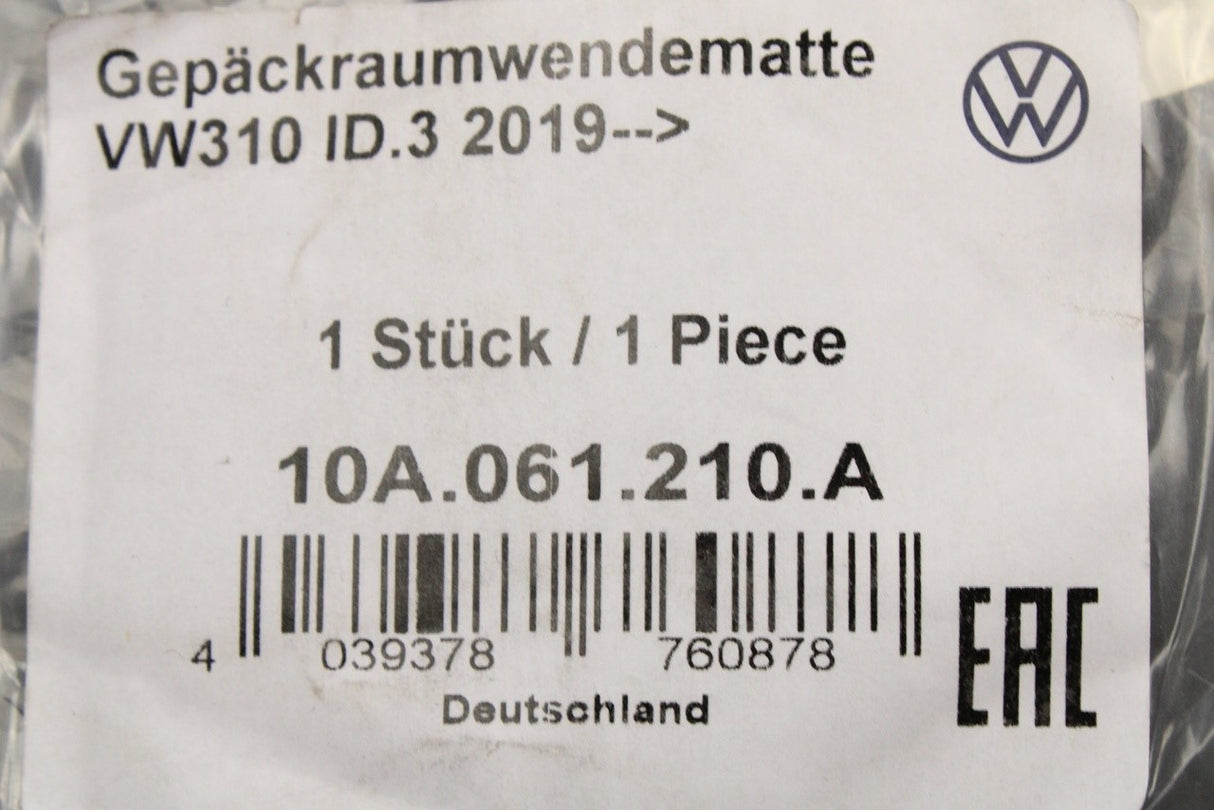 Gepäckraumwendematte
VW310 ID.3 2019-->
1 Stück / 1 Piece
10A.061.210.A
4 039378 760878
Deutschland
EAC